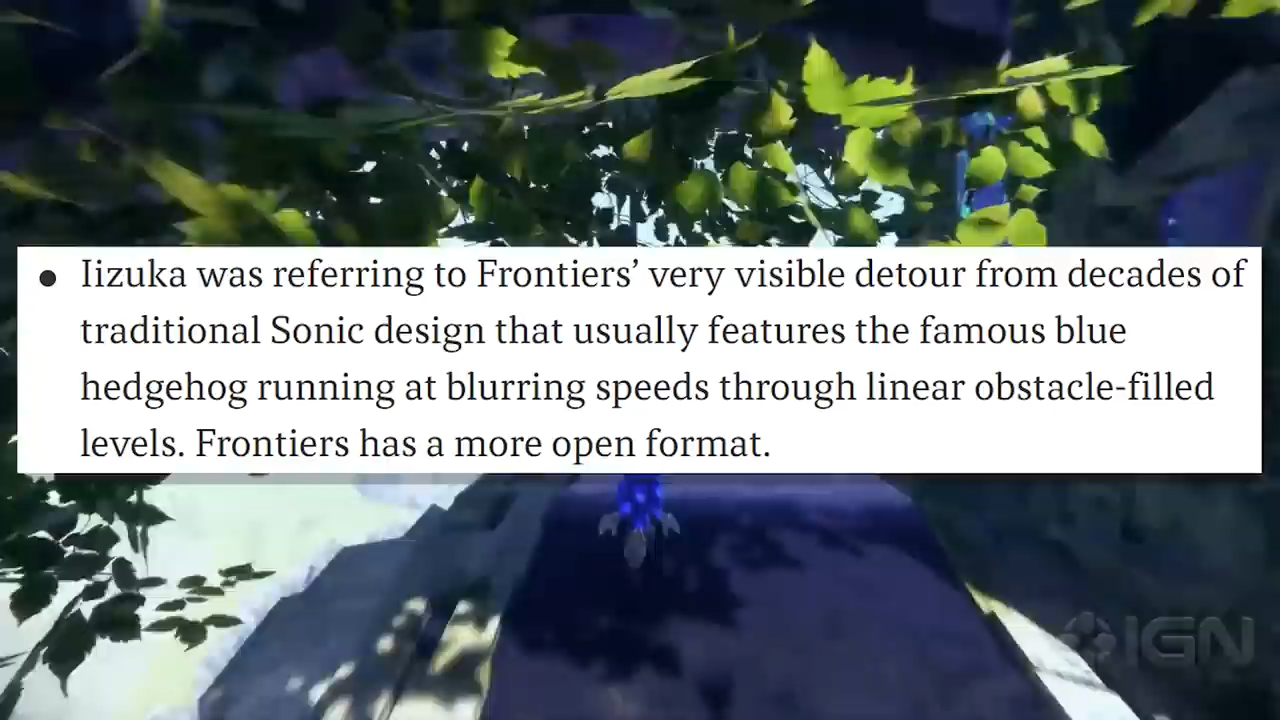 • Iizuka was referring to Frontiers’ very visible detour from decades of
traditional Sonic design that usually features the famous blue
hedgehog running at blurring speeds through linear obstacle-filled
levels. Frontiers has a more open format.
IGN